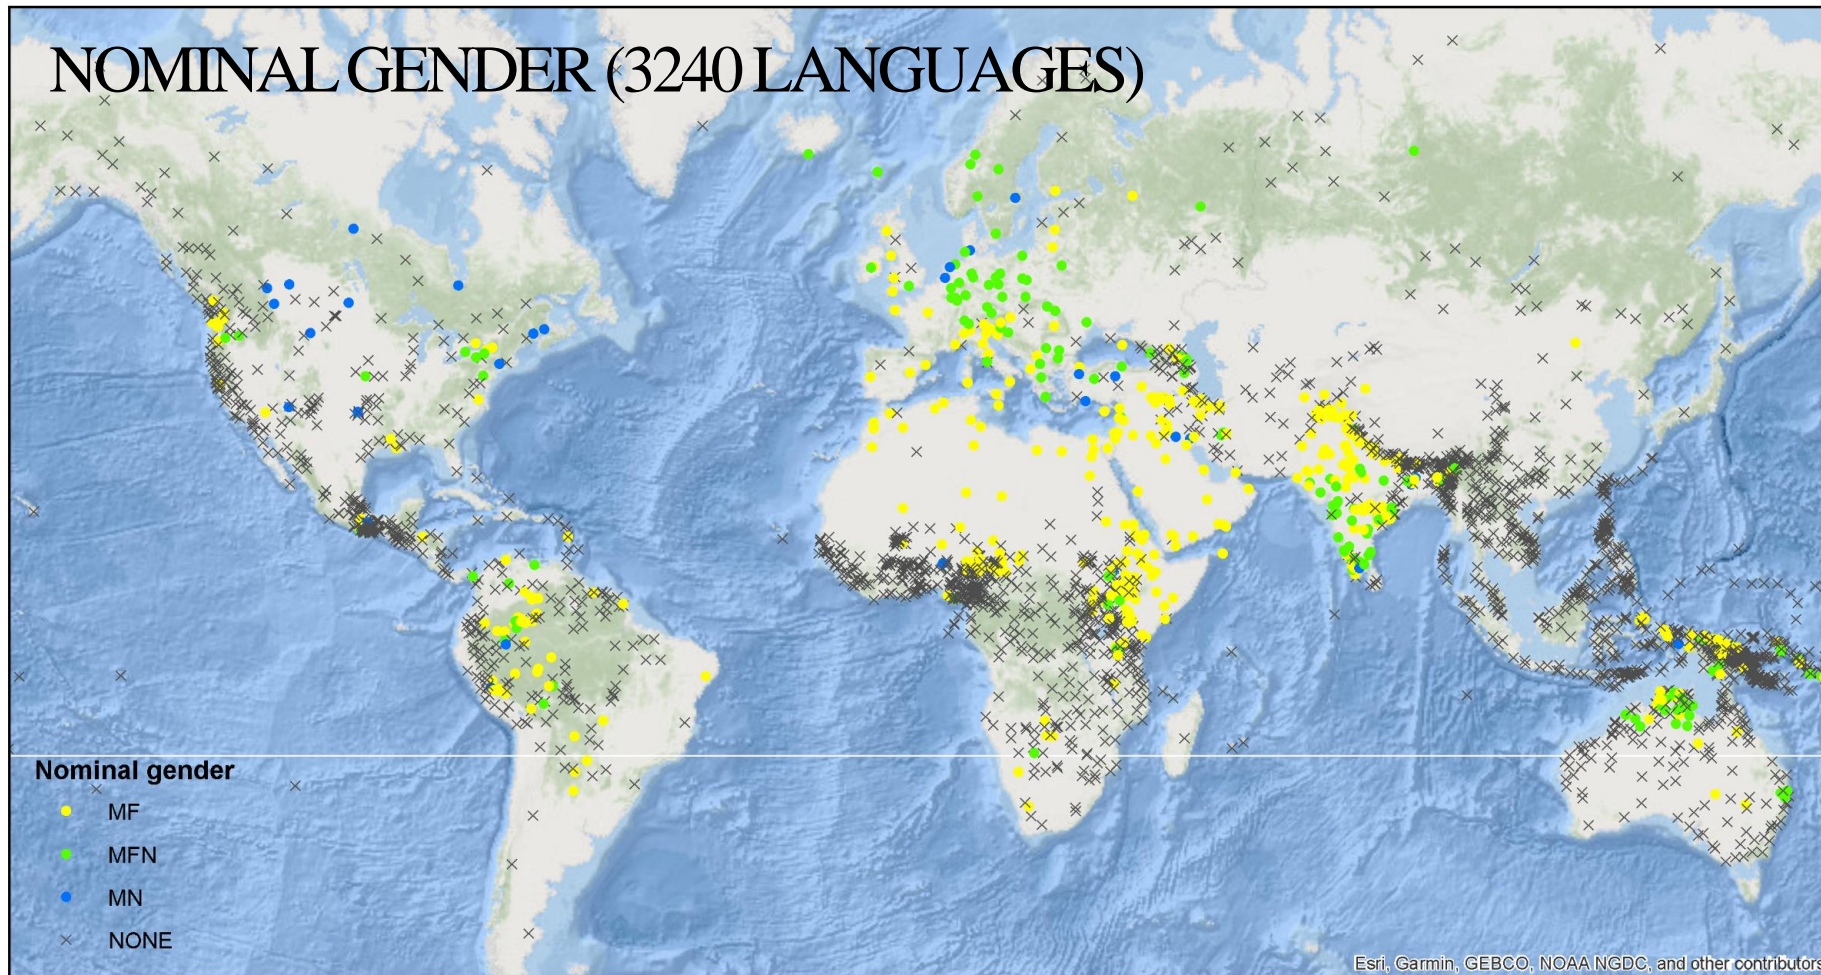 NOMINAL GENDER (3240 LANGUAGES)
Nominal gender
MF
MFN
MN
NONE
Esri, Garmin, GEBCO, NOAA NGDC, and other contributors